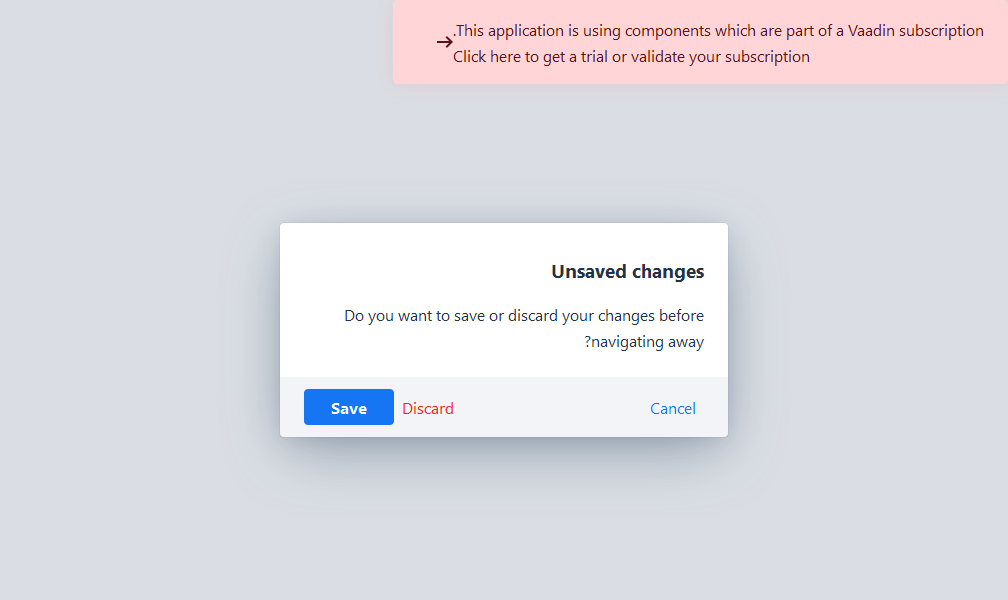 .This application is using components which are part of a Vaadin subscription
Click here to get a trial or validate your subscription
Unsaved changes
Do you want to save or discard your changes before
?navigating away
Save
Discard
Cancel